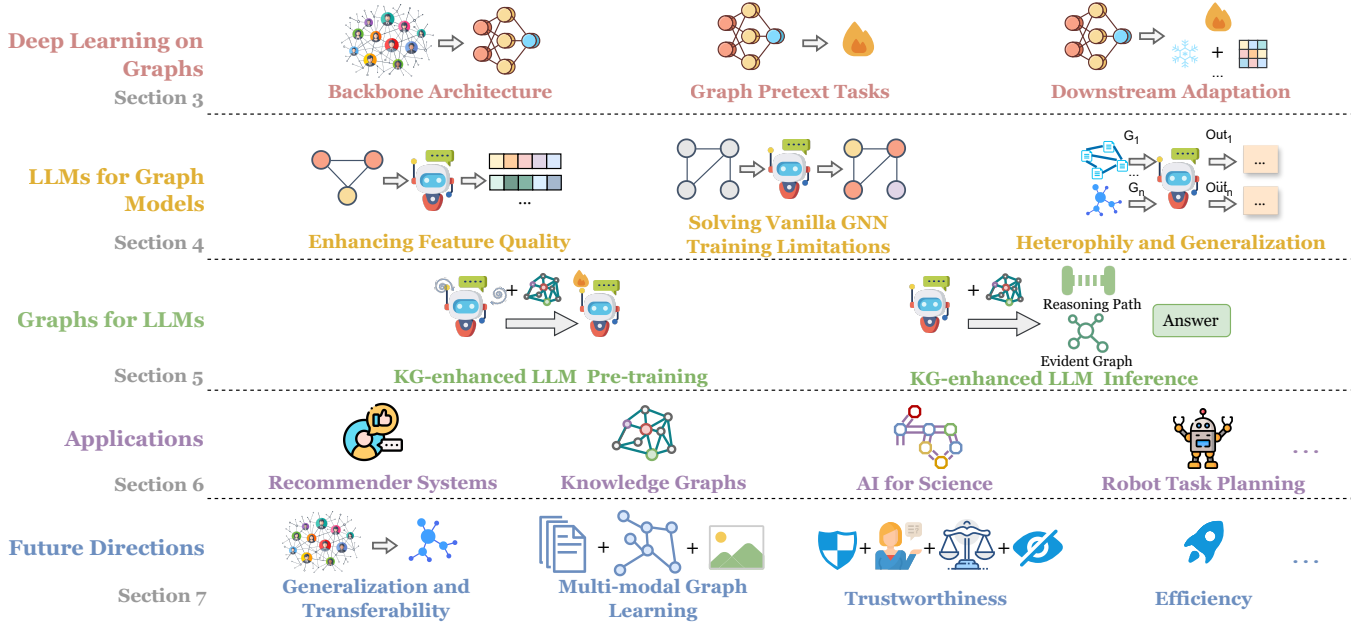 Deep Learning on
Graphs
Section 3
Backbone Architecture
Graph Pretext Tasks
+
...
Downstream Adaptation
LLMs for Graph
Models
Section 4
...
Enhancing Feature Quality
Solving Vanilla GNN
Training Limitations
G1
Out1
...
...
...
Gn
Outn
...
Heterophily and Generalization
Graphs for LLMs
Section 5
+
KG-enhanced LLM Pre-training
+
Reasoning Path
Answer
Evident Graph
KG-enhanced LLM Inference
Applications
Section 6
Recommender Systems
Knowledge Graphs
AI for Science
Robot Task Planning
...
Future Directions
Section 7
Generalization and
Transferability
+ +
Multi-modal Graph
Learning
+ + +
Trustworthiness
Efficiency
...